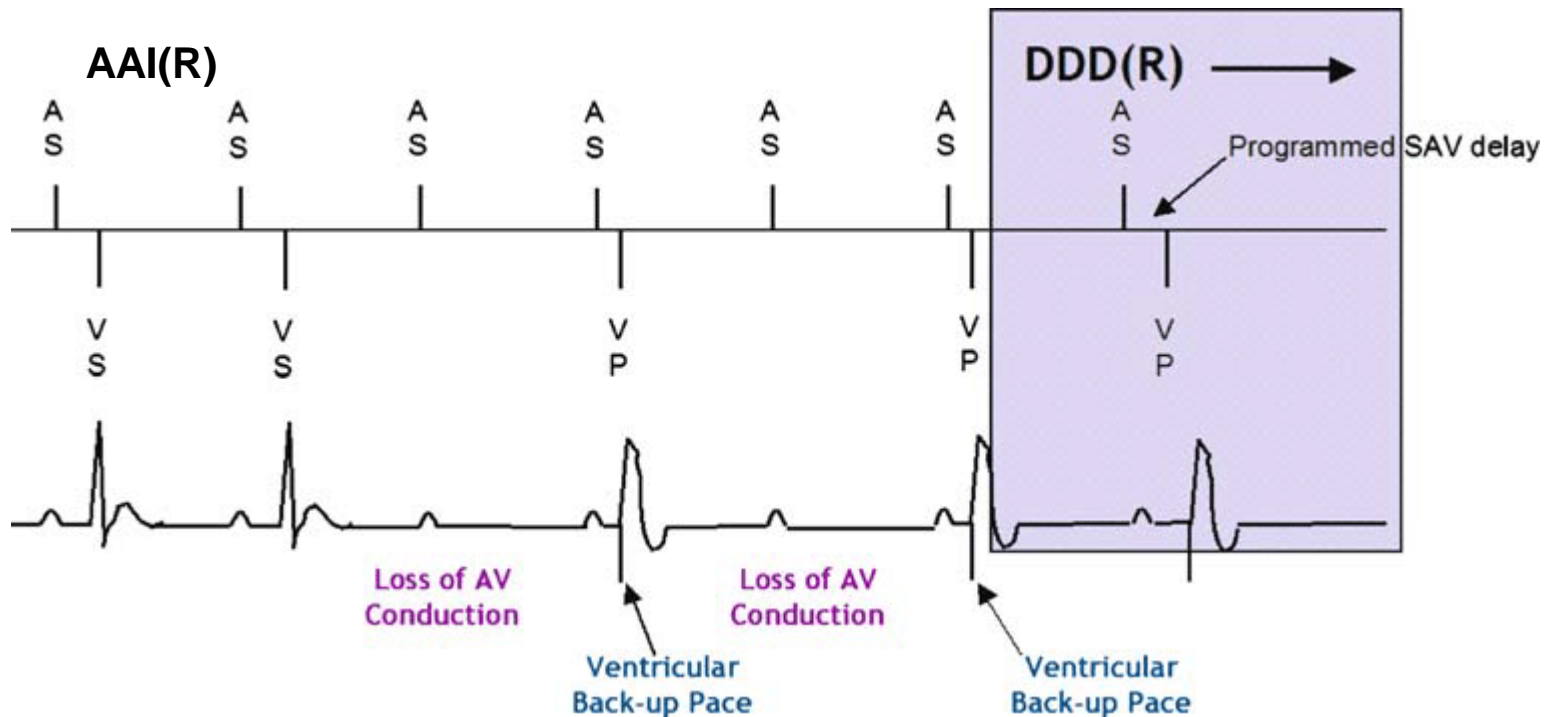 AAI(R)
DDD(R)
A A A A A A A
S S S S S S S
Programmed SAV delay
V V V V V
S S P P P
Loss of AV Loss of AV
Conduction Conduction
Ventricular Ventricular
Back-up Pace Back-up Pace